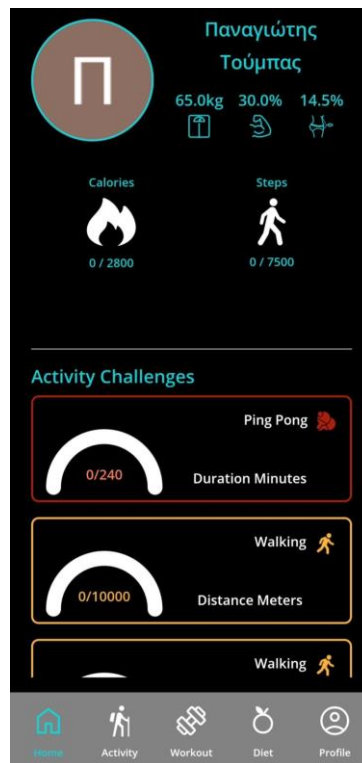 Π
Παναγιώτης
Τούμπας
65.0kg 30.0% 14.5%
Calories Steps
0 / 2800 0 / 7500
Activity Challenges
Ping Pong
0/240
Duration Minutes
Walking
0/10000
Distance Meters
Walking
Home Activity Workout Diet Profile